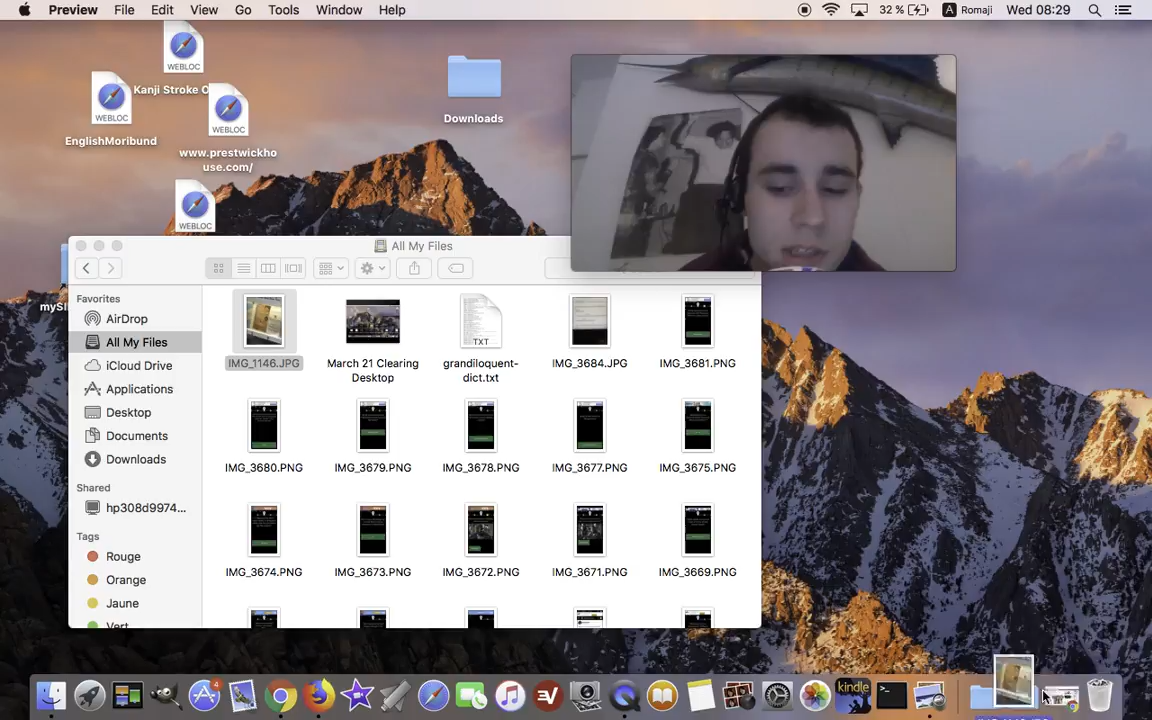 Preview File Edit View Go Tools Window Help
32 % A Romaji Wed 08:29
WEBLOC
Kanji Stroke O
WEBLOC
EnglishMoribund
WEBLOC
www.prestwickho
use.com/
WEBLOC
Downloads
All My Files
Favorites
AirDrop
All My Files
iCloud Drive
Applications
Desktop
Documents
Downloads
Shared
hp308d9974...
Tags
Rouge
Orange
Jaune
Vert
TXT
IMG_1146.JPG
March 21 Clearing
Desktop
grandiloquent-
dict.txt
IMG_3684.JPG
IMG_3681.PNG
IMG_3680.PNG
IMG_3679.PNG
IMG_3678.PNG
IMG_3677.PNG
IMG_3675.PNG
IMG_3674.PNG
IMG_3673.PNG
IMG_3672.PNG
IMG_3671.PNG
IMG_3669.PNG
4
kindle